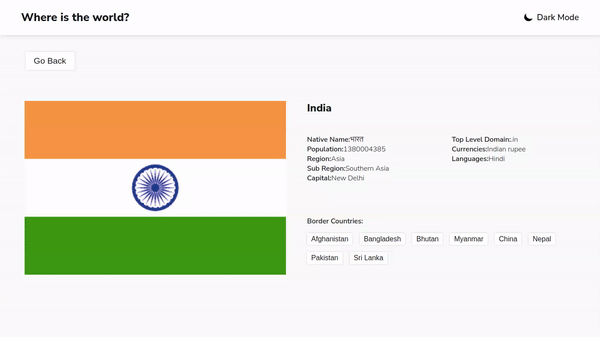 Where is the world?
Dark Mode
Go Back
India
Native Name:भारत
Population:1380004385
Region:Asia
Sub Region:Southern Asia
Capital:New Delhi
Top Level Domain:.in
Currencies:Indian rupee
Languages:Hindi
Border Countries:
Afghanistan Bangladesh Bhutan Myanmar China Nepal
Pakistan Sri Lanka